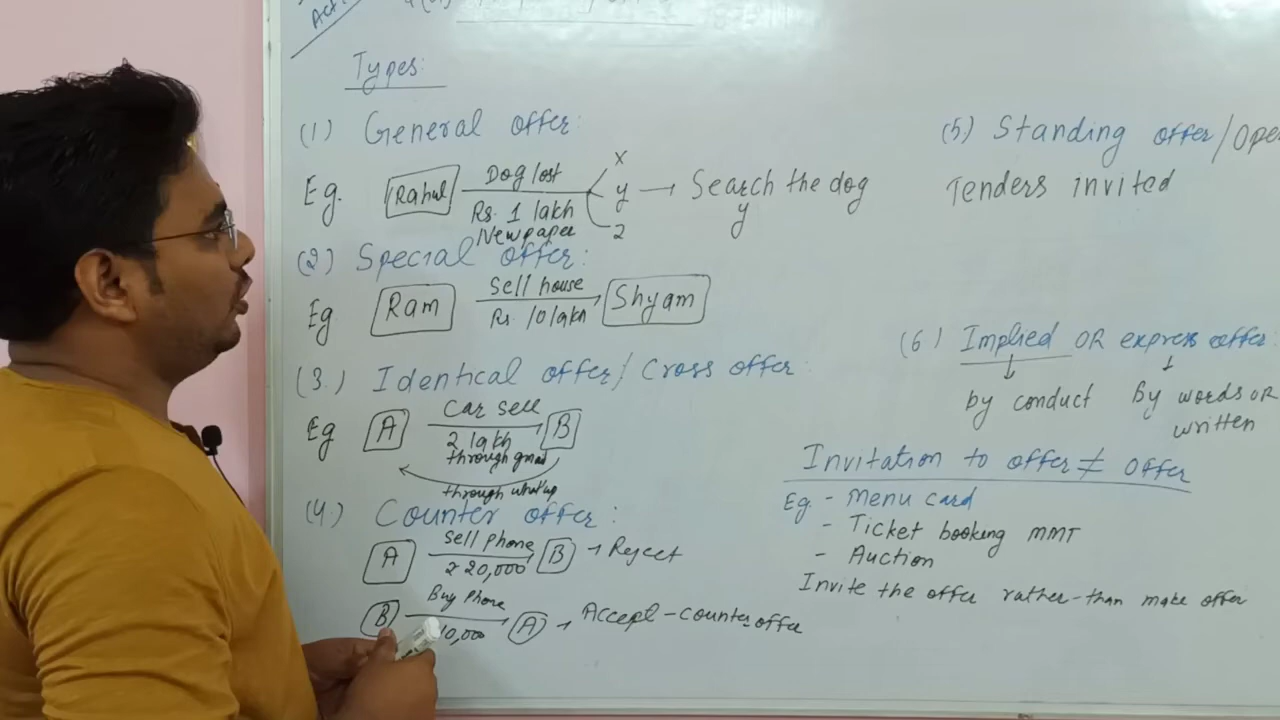 Types:
(1) General offer:
Eg. Rahul Dog lost Rs. 1 lakh Newpaper x y z → Search the dog y
(2) Special offer:
Eg Ram Sell house Rs. 10 lakh Shyam
(3.) Identical offer/Cross offer:
Eg A Car sell 2 lakh through gmail B
through what'up
(4.) Counter offer:
A Sell phone ₹ 20,000 B → Reject
B Buy phone 10,000 A → Accept - counter offer
(5) Standing offer/Ope
Tenders invited
(6) Implied OR express offer:
by conduct By words OR
written
Invitation to offer ≠ Offer
Eg. - Menu card
- Ticket booking MMT
- Auction
Invite the offer rather-than make offer